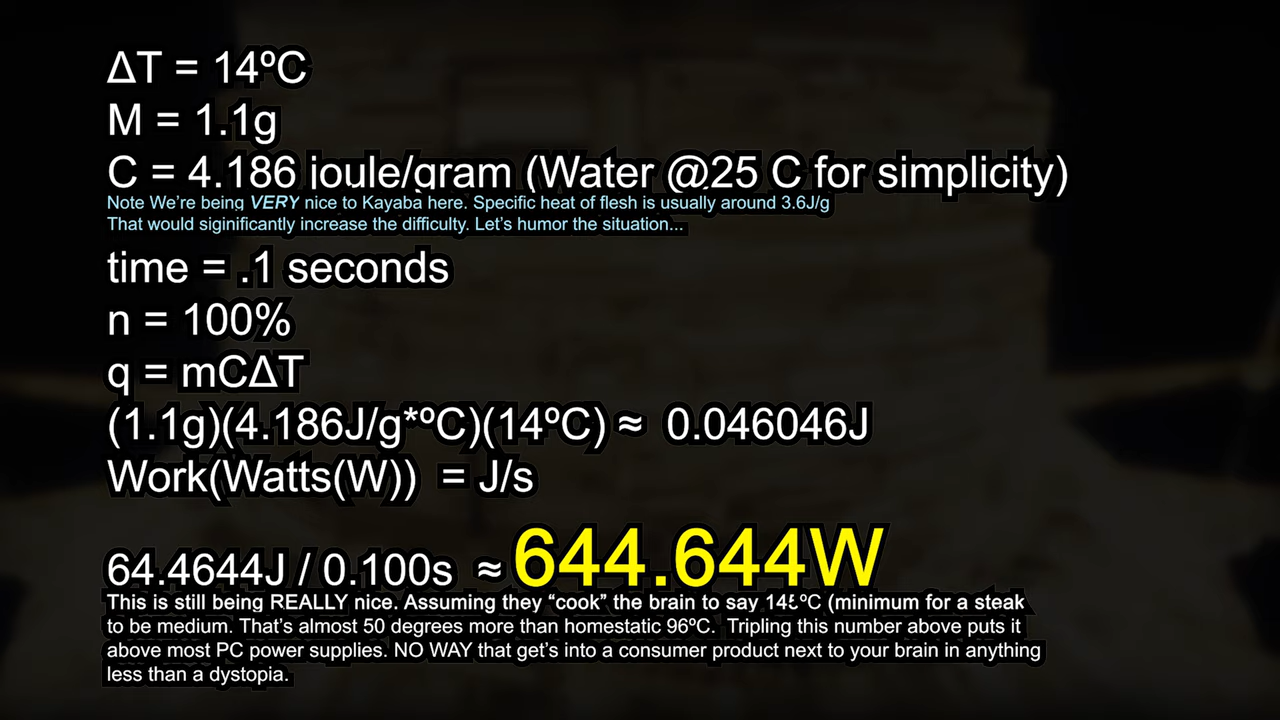 ΔT = 14ºC
M = 1.1g
C = 4.186 joule/gram (Water @25 C for simplicity)
Note We're being VERY nice to Kayaba here. Specific heat of flesh is usually around 3.6J/g
That would siginificantly increase the difficulty. Let's humor the situation...
time = .1 seconds
n = 100%
q = mCΔT
(1.1g)(4.186J/g*ºC)(14ºC) ≈ 0.046046J
Work(Watts(W)) = J/s
64.4644J / 0.100s ≈ 644.644W
This is still being REALLY nice. Assuming they “cook” the brain to say 145ºC (minimum for a steak
to be medium. That's almost 50 degrees more than homestatic 96ºC. Tripling this number above puts it
above most PC power supplies. NO WAY that get's into a consumer product next to your brain in anything
less than a dystopia.